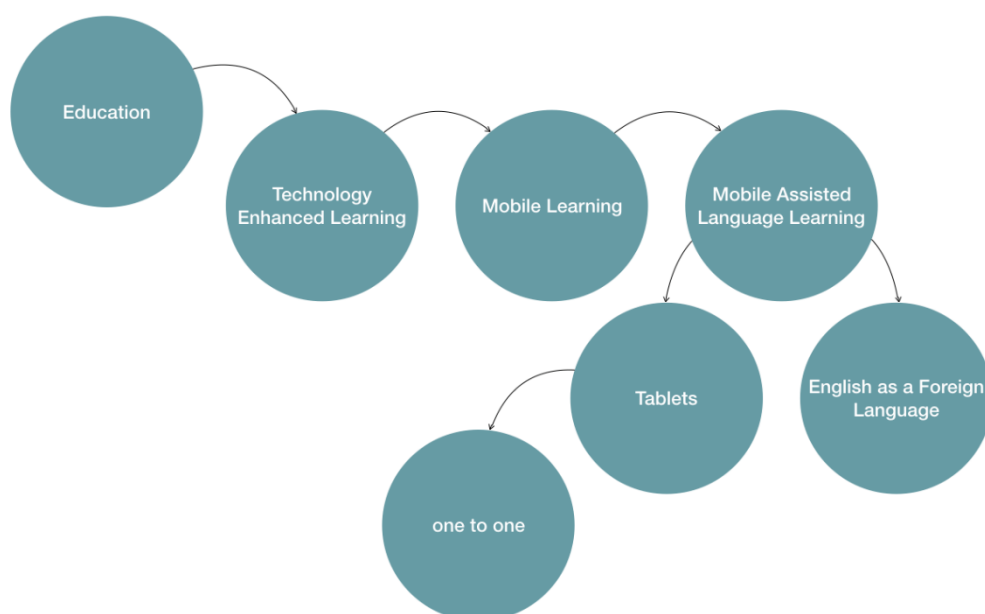 Education
Technology
Enhanced Learning
Mobile Learning
Mobile Assisted
Language Learning
Tablets
English as a Foreign
Language
one to one